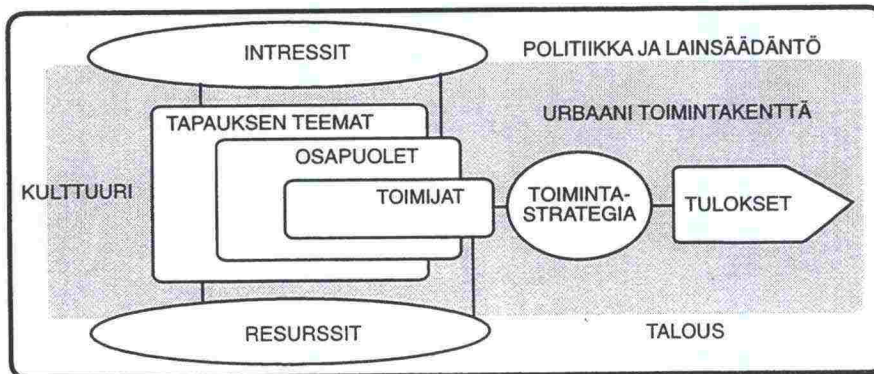 INTRESSIT
POLITIIKKA JA LAINSÄÄDÄNTÖ
URBAANI TOIMINTAKENTTÄ
TAPAUKSEN TEEMAT
OSAPUOLET
KULTTUURI
TOIMIJAT
TOIMINTA-
STRATEGIA
TULOKSET
RESURSSIT
TALOUS